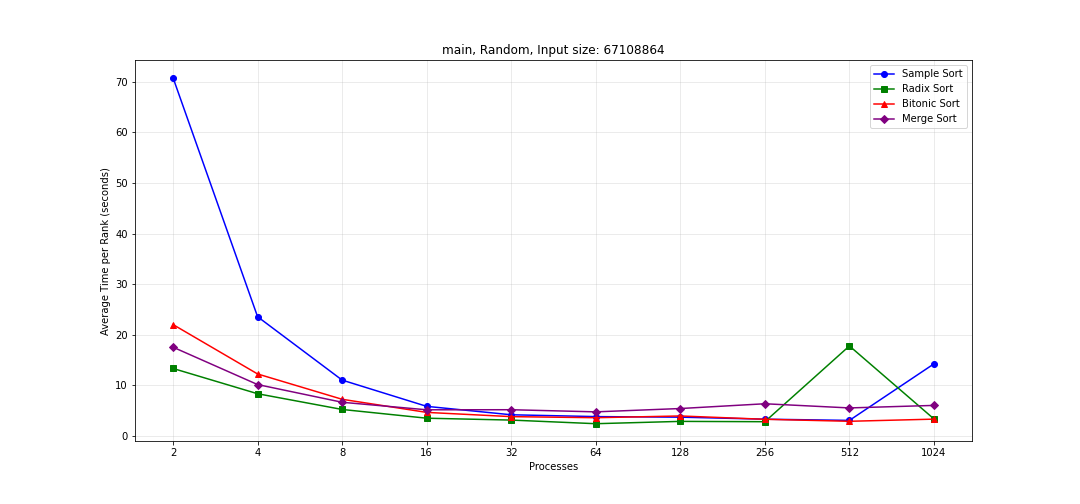 main, Random, Input size: 67108864
Sample Sort
Radix Sort
Bitonic Sort
Merge Sort
Average Time per Rank (seconds)
70
60
50
40
30
20
10
0
2 4 8 16 32 64 128 256 512 1024
Processes